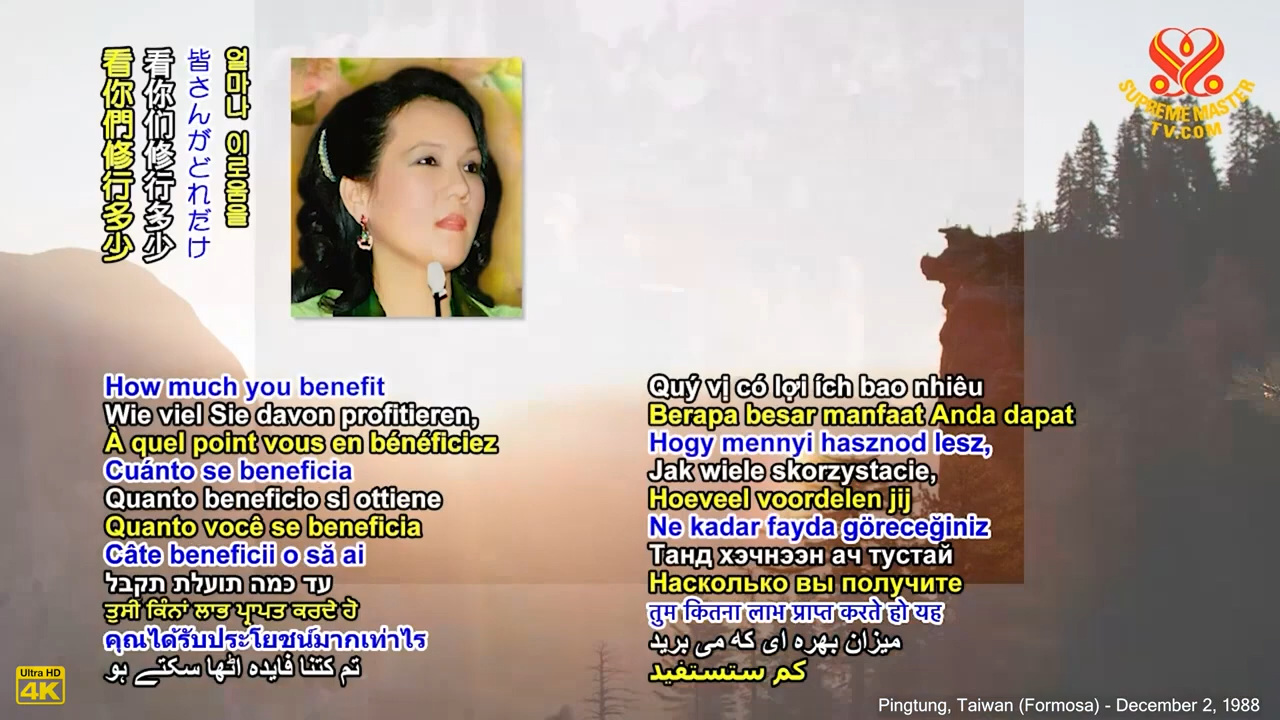 看你們修行多少
看你们修行多少
皆さんがどれだけ
얼마나 이로움을
SUPREME MASTER
TV.COM
How much you benefit
Wie viel Sie davon profitieren,
À quel point vous en bénéficiez
Cuánto se beneficia
Quanto beneficio si ottiene
Quanto você se beneficia
Câte beneficii o să ai
עד כמה תועלת תקבל
ਤੁਸੀਂ ਕਿੰਨਾਂ ਲਾਭ ਪ੍ਰਾਪਤ ਕਰਦੇ ਹੋ
คุณได้รับประโยชน์มากเท่าไร
تم کتنا فایدہ اٹھا سکتے ہو
Quý vị có lợi ích bao nhiêu
Berapa besar manfaat Anda dapat
Hogy mennyi hasznod lesz,
Jak wiele skorzystacie,
Hoeveel voordelen jij
Ne kadar fayda göreceğiniz
Танд хэчнээн ач тустай
Насколько вы получите
तुम कितना लाभ प्राप्त करते हो यह
میزان بهره ای که می برید
كم ستستفيد
Ultra HD
4K
Pingtung, Taiwan (Formosa) - December 2, 1988